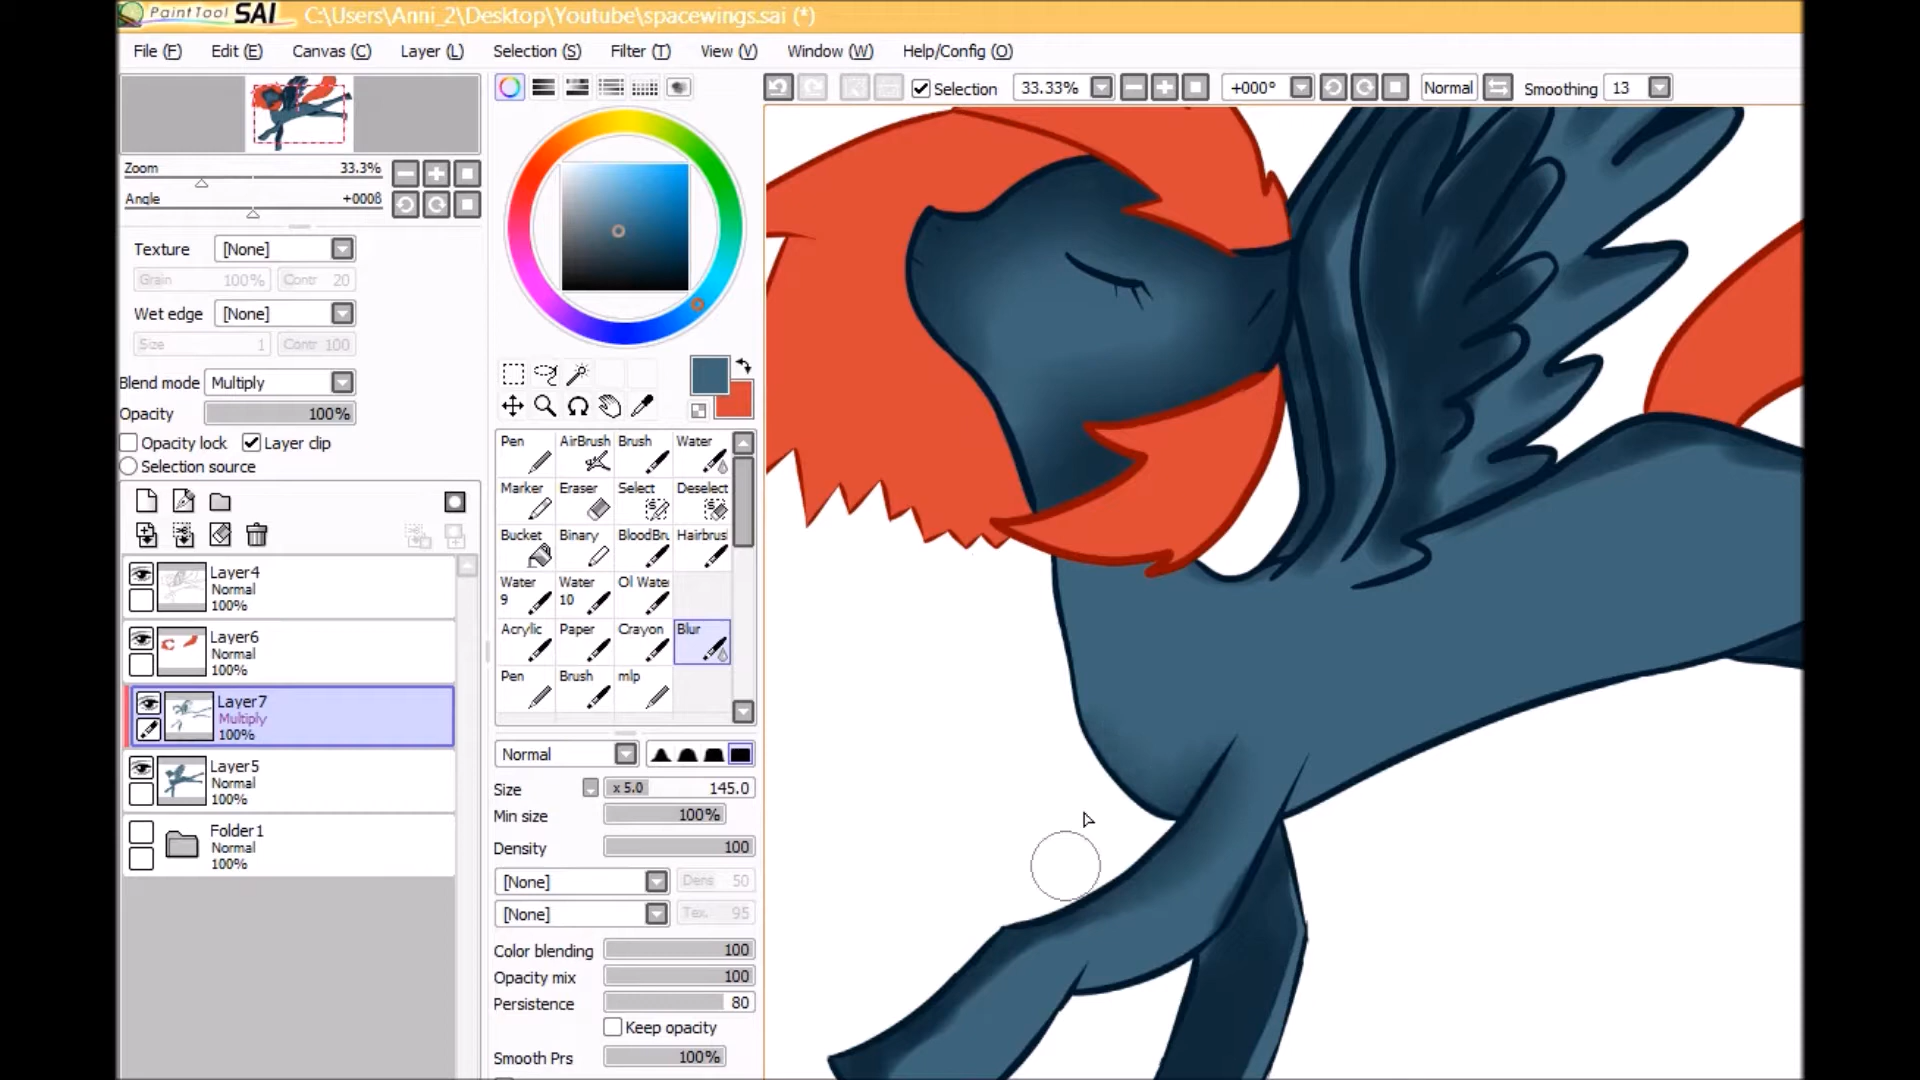 PaintTool SAI C:\Users\Anni_2\Desktop\Youtube\spacewings.sai (*)
File (F) Edit (E) Canvas (C) Layer (L) Selection (S) Filter (T) View (V) Window (W) Help/Config (O)
Selection 33.33% +000° Normal Smoothing 13
Zoom 33.3%
Angle
Texture [None]
Grain 100% Contr 20
Wet edge [None]
Size 1 Contr 100
Blend mode Multiply
Opacity 100%
Opacity lock Layer clip
Selection source
Layer4
Normal
100%
Layer6
Normal
100%
Layer7
Multiply
100%
Layer5
Normal
100%
Folder1
Normal
100%
Pen AirBrush Brush Water
Marker Eraser Select Deselect
Bucket Binary BloodBru Hairbrus
Water 9 Water 10 Ol Wate
Acrylic Paper Crayon Blur
Pen Brush mlp
Normal
Size x 5.0 145.0
Min size 100%
Density 100
[None] Dens 50
[None] Tex. 95
Color blending 100
Opacity mix 100
Persistence 80
Keep opacity
Smooth Prs 100%